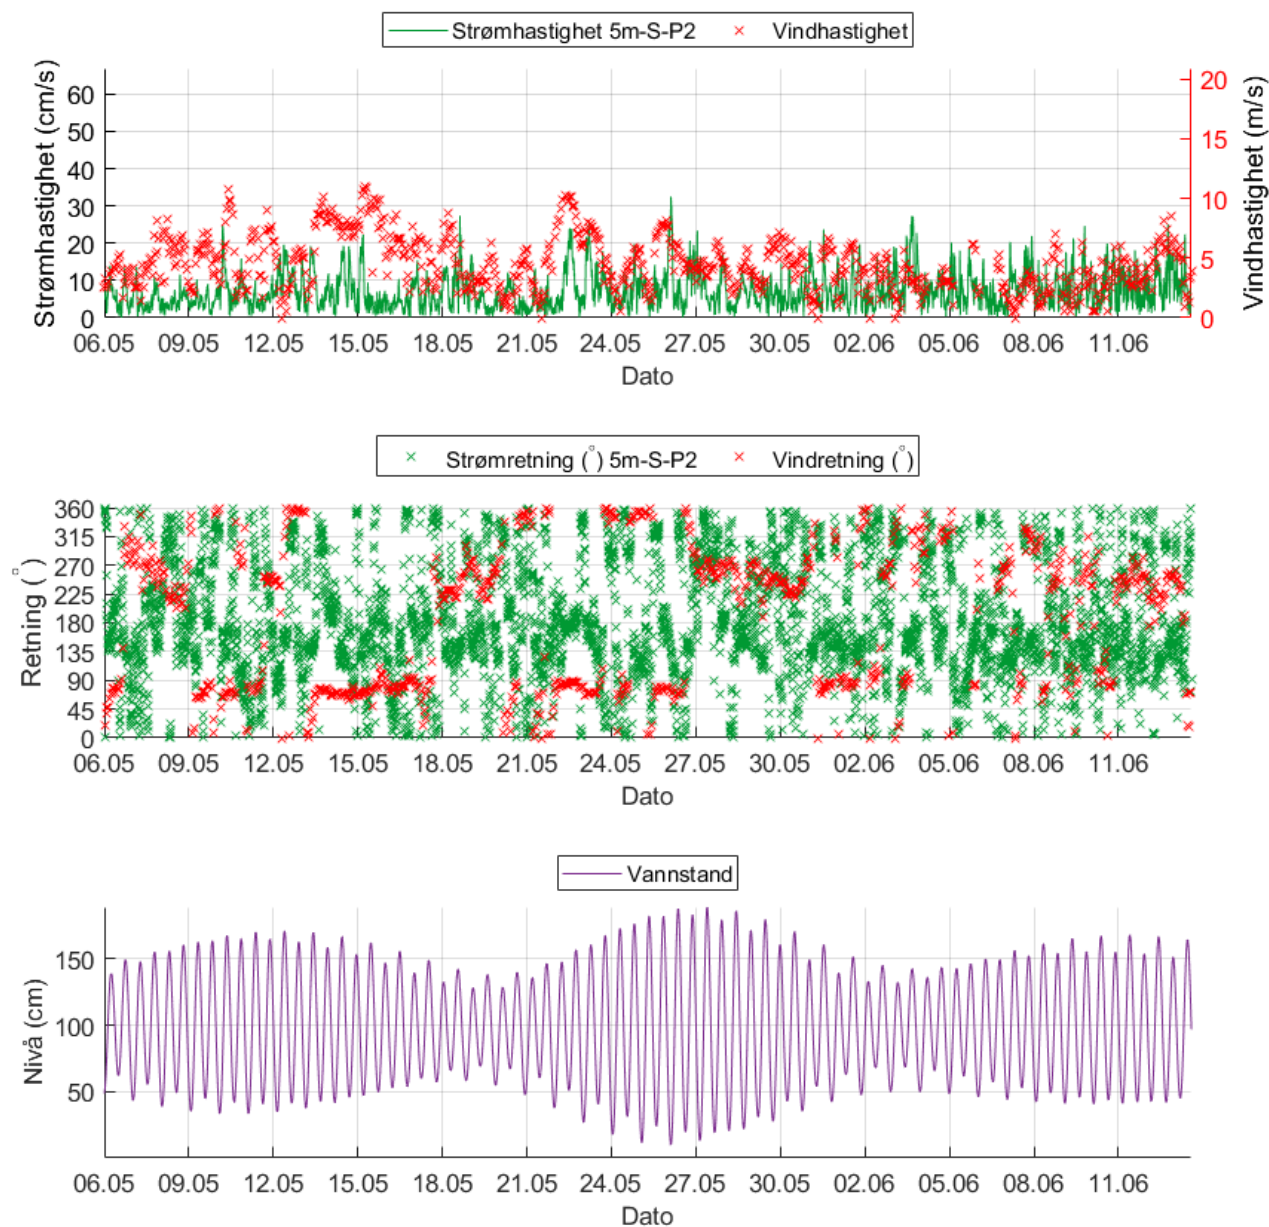 Strømhastighet 5m-S-P2 Vindhastighet
Strømhastighet (cm/s)
60
50
40
30
20
10
0
20
15
10
5
0
Vindhastighet (m/s)
06.05 09.05 12.05 15.05 18.05 21.05 24.05 27.05 30.05 02.06 05.06 08.06 11.06
Dato
Strømretning (°) 5m-S-P2 Vindretning (°)
Retning (°)
360
315
270
225
180
135
90
45
0
06.05 09.05 12.05 15.05 18.05 21.05 24.05 27.05 30.05 02.06 05.06 08.06 11.06
Dato
Vannstand
Nivå (cm)
150
100
50
06.05 09.05 12.05 15.05 18.05 21.05 24.05 27.05 30.05 02.06 05.06 08.06 11.06
Dato